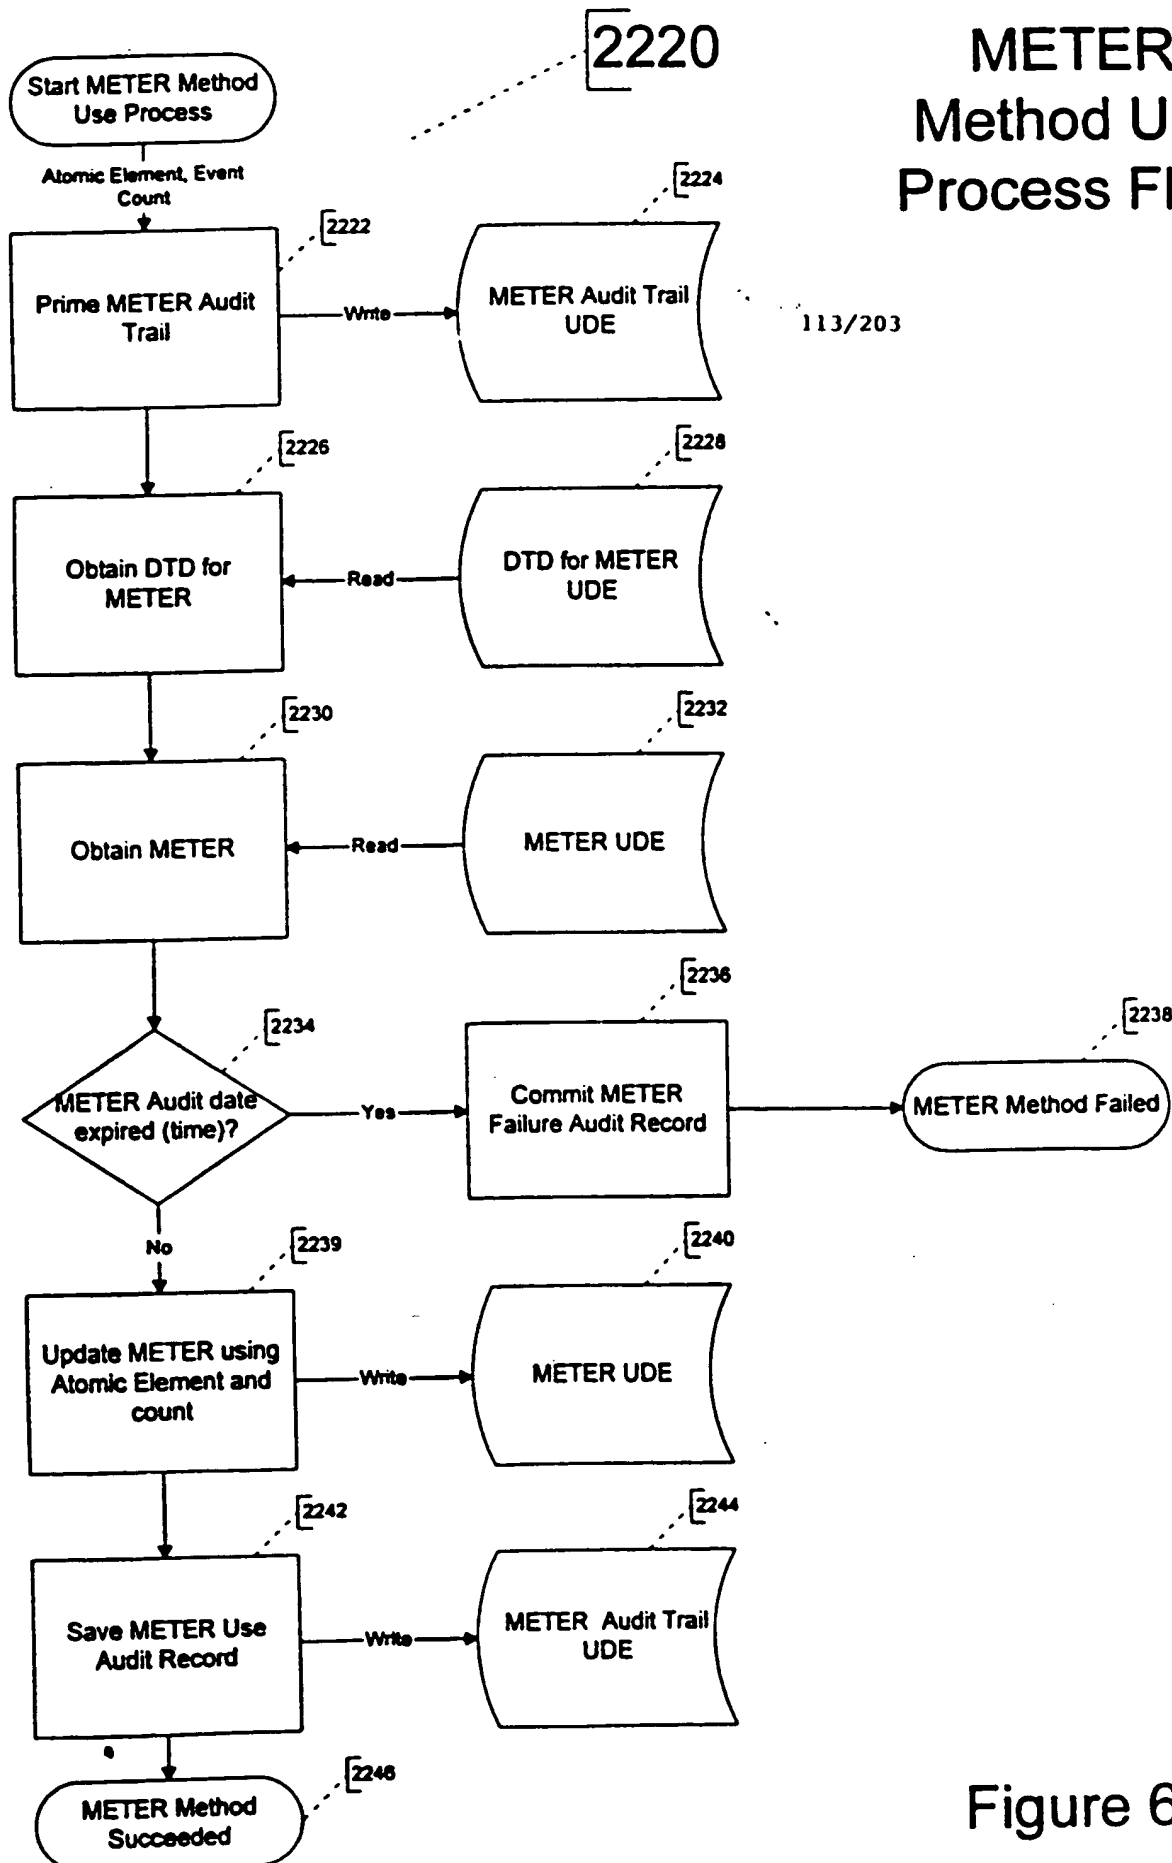 2220
METER
Method U
Process Fl
Start METER Method
Use Process
Atomic Element, Event
Count
2222
2224
Prime METER Audit
Trail
Write
METER Audit Trail
UDE
113/203
2226
2228
Obtain DTD for
METER
Read
DTD for METER
UDE
2230
2232
Obtain METER
Read
METER UDE
2234
2236
2238
METER Audit date
expired (time)?
Yes
Commit METER
Failure Audit Record
METER Method Failed
No
2239
2240
Update METER using
Atomic Element and
count
Write
METER UDE
2242
2244
Save METER Use
Audit Record
Write
METER Audit Trail
UDE
2246
METER Method
Succeeded
Figure 6